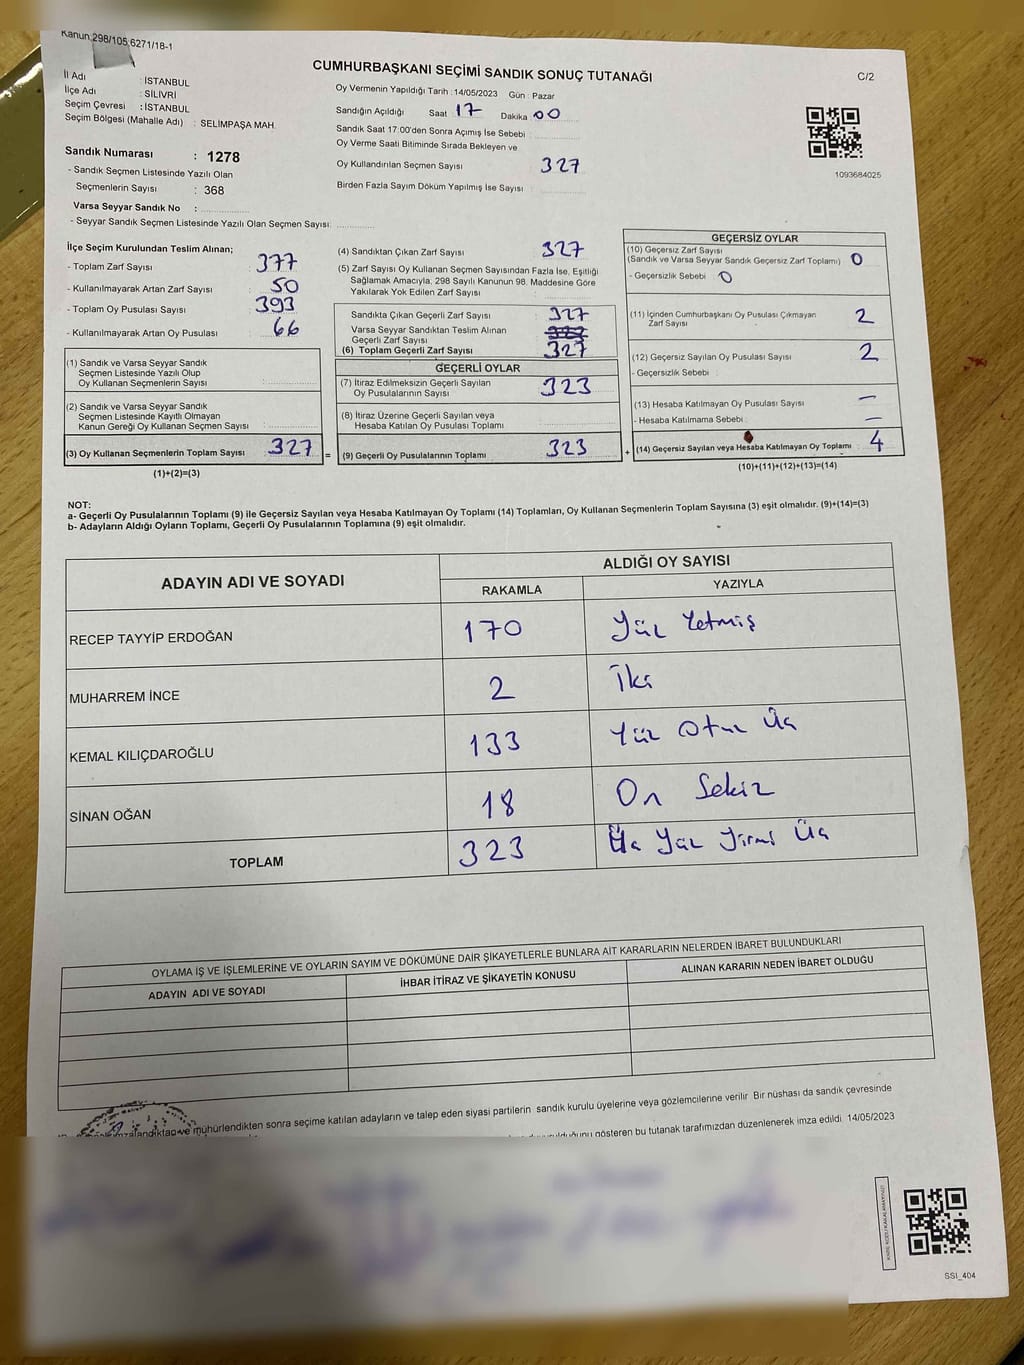 Kanun 298/105 6271/18-1
CUMHURBAŞKANI SEÇİMİ SANDIK SONUÇ TUTANAĞI
C/2
İl Adı : İSTANBUL
İlçe Adı : SİLİVRİ
Seçim Çevresi : İSTANBUL
Seçim Bölgesi (Mahalle Adı) : SELİMPAŞA MAH.
Sandık Numarası : 1278
- Sandık Seçmen Listesinde Yazılı Olan
Seçmenlerin Sayısı : 368
Varsa Seyyar Sandık No :
- Seyyar Sandık Seçmen Listesinde Yazılı Olan Seçmen Sayısı:
Oy Vermenin Yapıldığı Tarih : 14/05/2023 Gün : Pazar
Sandığın Açıldığı Saat 17 Dakika 00
Sandık Saat 17:00'den Sonra Açımış İse Sebebi :
Oy Verme Saati Bitiminde Sırada Bekleyen ve
Oy Kullandırılan Seçmen Sayısı 327
Birden Fazla Sayım Döküm Yapılmış İse Sayısı :
1093684025
İlçe Seçim Kurulundan Teslim Alınan;
- Toplam Zarf Sayısı 377
- Kullanılmayarak Artan Zarf Sayısı 50
- Toplam Oy Pusulası Sayısı 393
- Kullanılmayarak Artan Oy Pusulası 66
(1) Sandık ve Varsa Seyyar Sandık
Seçmen Listesinde Yazılı Olup
Oy Kullanan Seçmenlerin Sayısı :
(2) Sandık ve Varsa Seyyar Sandık
Seçmen Listesinde Kayıtlı Olmayan
Kanun Gereği Oy Kullanan Seçmen Sayısı :
(3) Oy Kullanan Seçmenlerin Toplam Sayısı : 327 =
(1)+(2)=(3)
(4) Sandıktan Çıkan Zarf Sayısı 327
(5) Zarf Sayısı Oy Kullanan Seçmen Sayısından Fazla İse, Eşitliği
Sağlamak Amacıyla, 298 Sayılı Kanunun 98. Maddesine Göre
Yakılarak Yok Edilen Zarf Sayısı :
Sandıkta Çıkan Geçerli Zarf Sayısı : 327
Varsa Seyyar Sandıktan Teslim Alınan
Geçerli Zarf Sayısı :
(6) Toplam Geçerli Zarf Sayısı : 327
GEÇERLİ OYLAR
(7) İtiraz Edilmeksizin Geçerli Sayılan
Oy Pusulalarının Sayısı : 323
(8) İtiraz Üzerine Geçerli Sayılan veya
Hesaba Katılan Oy Pusulası Toplamı :
(9) Geçerli Oy Pusulalarının Toplamı : 323 +
GEÇERSİZ OYLAR
(10) Geçersiz Zarf Sayısı
(Sandık ve Varsa Seyyar Sandık Geçersiz Zarf Toplamı) : 0
- Geçersizlik Sebebi : 0
(11) İçinden Cumhurbaşkanı Oy Pusulası Çıkmayan
Zarf Sayısı 2
(12) Geçersiz Sayılan Oy Pusulası Sayısı : 2
- Geçersizlik Sebebi :
(13) Hesaba Katılmayan Oy Pusulası Sayısı : –
- Hesaba Katılmama Sebebi : –
(14) Geçersiz Sayılan veya Hesaba Katılmayan Oy Toplamı : 4
(10)+(11)+(12)+(13)=(14)
NOT:
a- Geçerli Oy Pusulalarının Toplamı (9) ile Geçersiz Sayılan veya Hesaba Katılmayan Oy Toplamı (14) Toplamları, Oy Kullanan Seçmenlerin Toplam Sayısına (3) eşit olmalıdır. (9)+(14)=(3)
b- Adayların Aldığı Oyların Toplamı, Geçerli Oy Pusulalarının Toplamına (9) eşit olmalıdır.
ADAYIN ADI VE SOYADI
ALDIĞI OY SAYISI
RAKAMLA YAZIYLA
RECEP TAYYİP ERDOĞAN 170 Yüz Yetmiş
MUHARREM İNCE 2 İki
KEMAL KILIÇDAROĞLU 133 Yüz Otuz Üç
SİNAN OĞAN 18 On Sekiz
TOPLAM 323 Üç Yüz Yirmi Üç
OYLAMA İŞ VE İŞLEMLERİNE VE OYLARIN SAYIM VE DÖKÜMÜNE DAİR ŞİKAYETLERLE BUNLARA AİT KARARLARIN NELERDEN İBARET BULUNDUKLARI
ADAYIN ADI VE SOYADI İHBAR İTİRAZ VE ŞİKAYETİN KONUSU ALINAN KARARIN NEDEN İBARET OLDUĞU
mühürlendikten sonra seçime katılan adayların ve talep eden siyasi partilerin sandık kurulu üyelerine veya gözlemcilerine verilir. Bir nüshası da sandık çevresinde
gösteren bu tutanak tarafımızdan düzenlenerek imza edildi. 14/05/2023
SSI_404